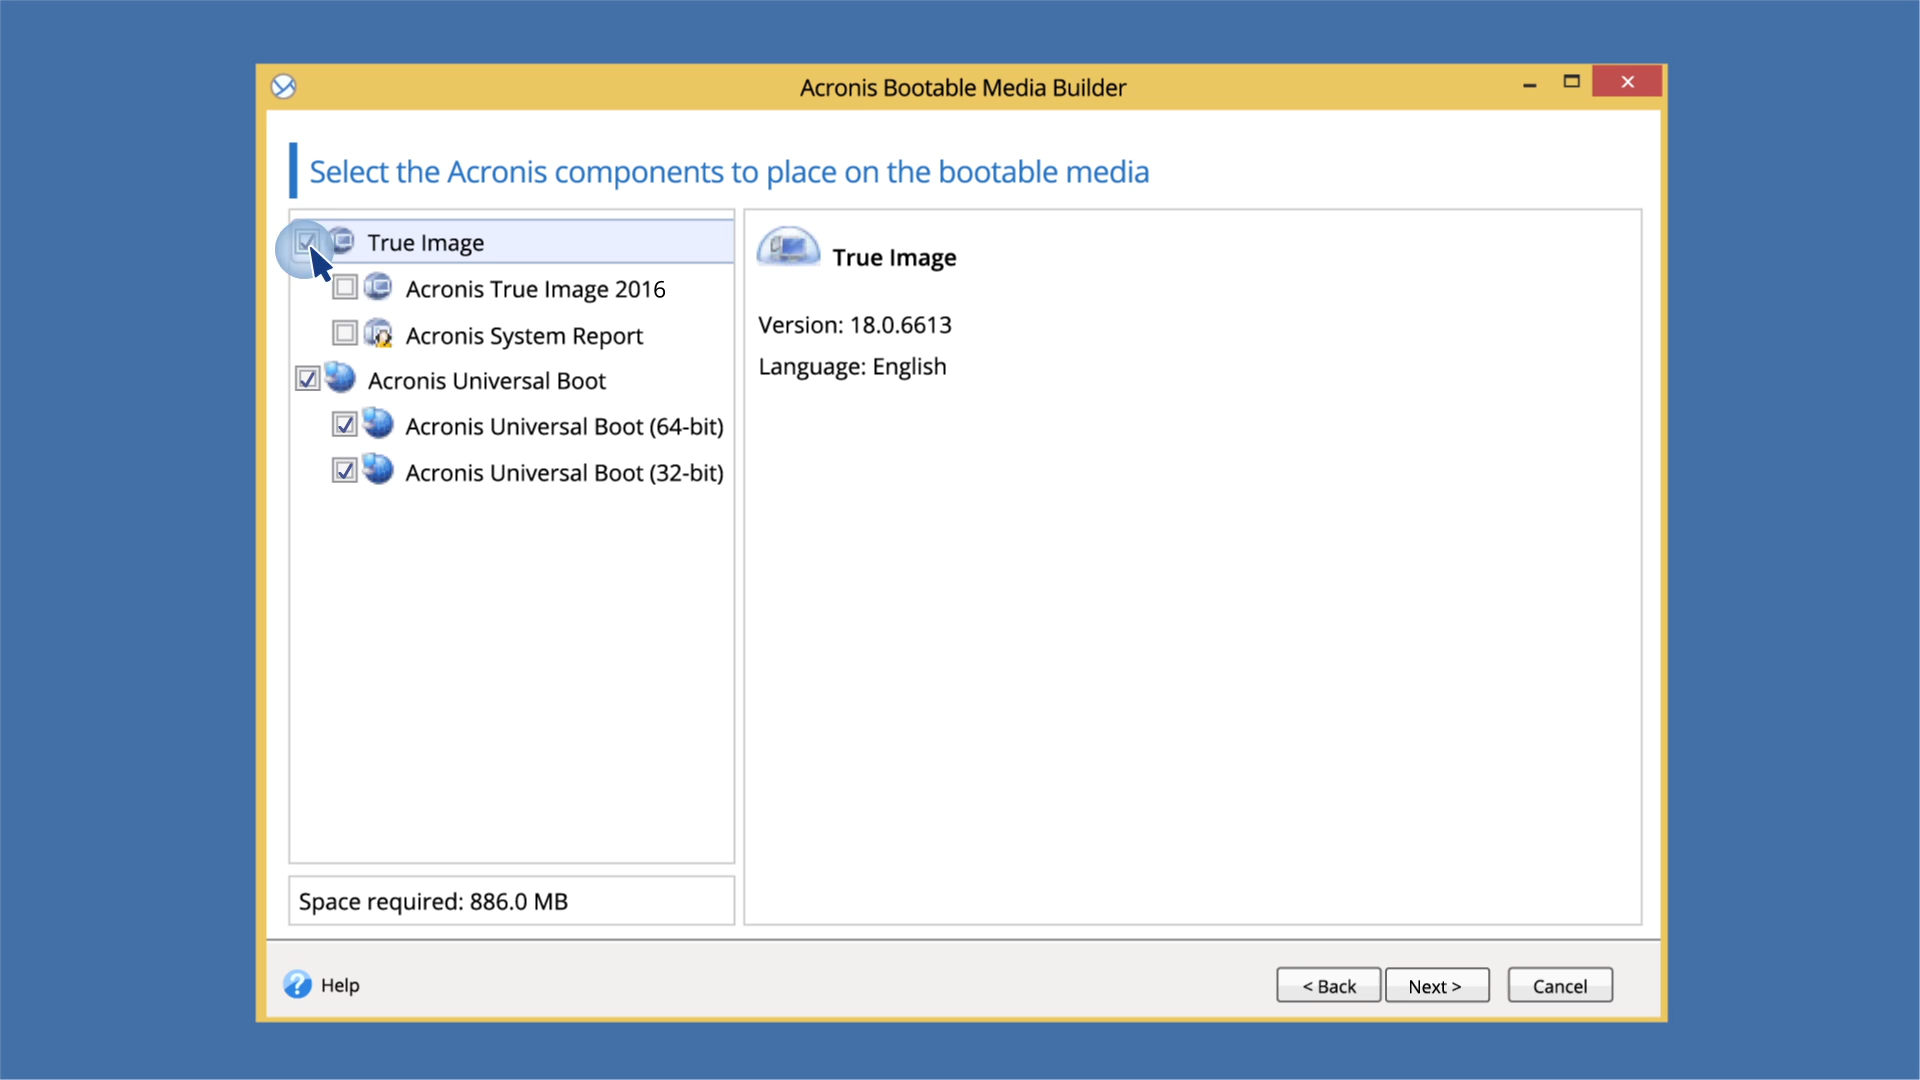 Acronis Bootable Media Builder
Select the Acronis components to place on the bootable media
True Image
Acronis True Image 2016
Acronis System Report
Acronis Universal Boot
Acronis Universal Boot (64-bit)
Acronis Universal Boot (32-bit)
Space required: 886.0 MB
True Image
Version: 18.0.6613
Language: English
? Help
< Back
Next >
Cancel